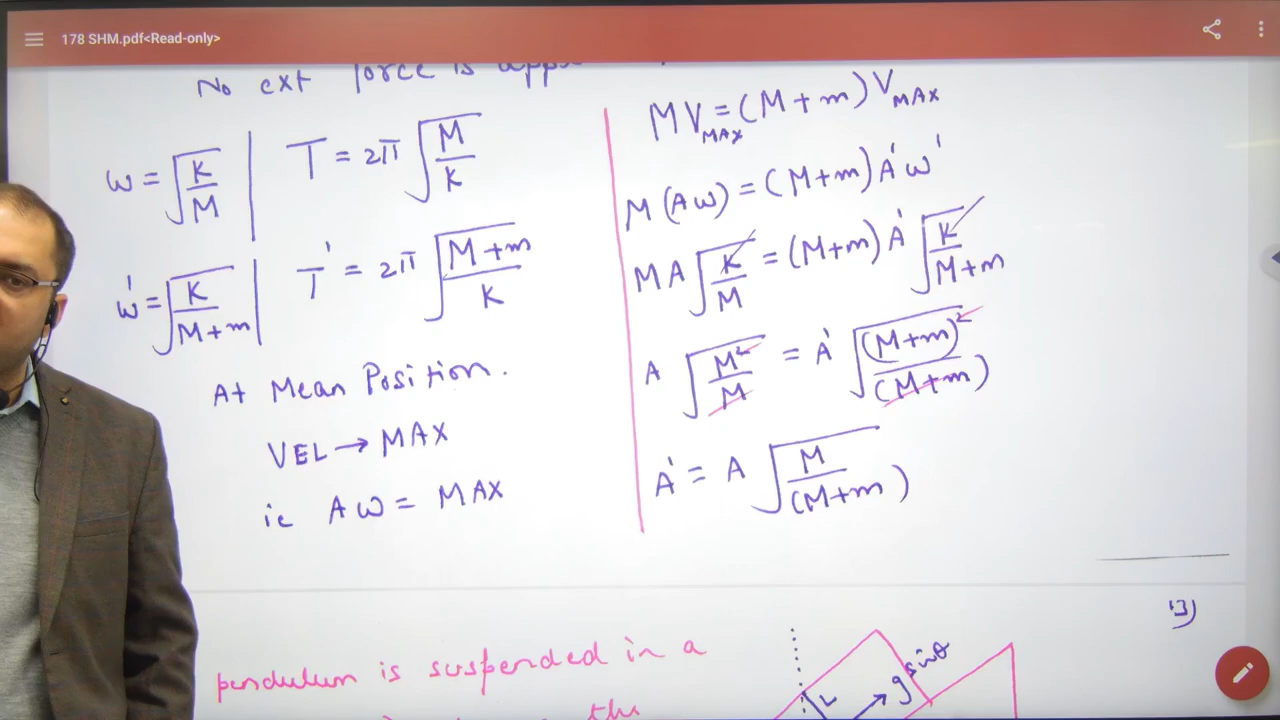 178 SHM.pdf<Read-only>
No ext force is
ω = √(K/M) | T = 2π √(M/K)
ω' = √(K/(M+m)) | T' = 2π √((M+m)/K)
At Mean Position.
VEL → MAX
ie Aω = MAX
MV_MAX = (M+m) V_MAX
M(Aω) = (M+m) A'ω'
MA √(K/M) = (M+m) A' √(K/(M+m))
A √(M²/M) = A' √((M+m)²/(M+m))
A' = A √(M/(M+m))
13)
pendulum is suspended in a
the
L
g sinθ